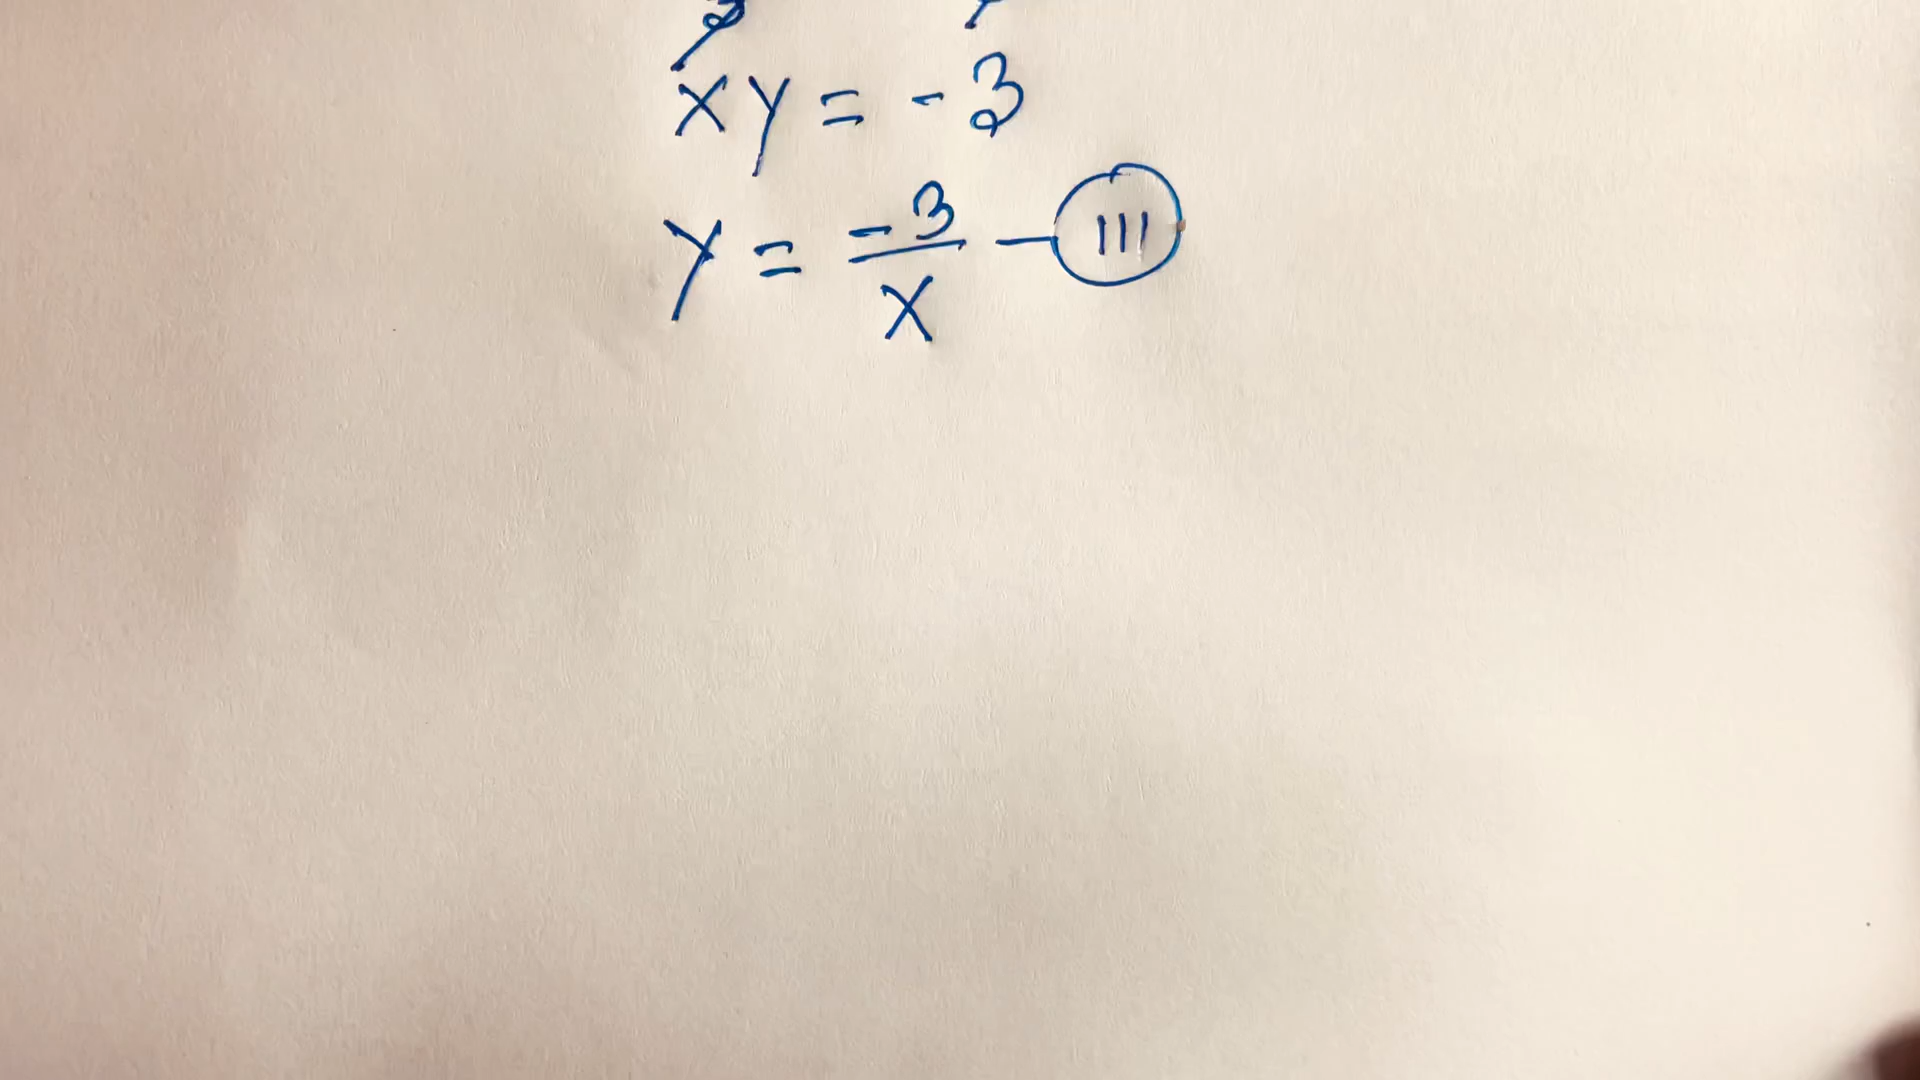 xy = -3
y = -3/x — III